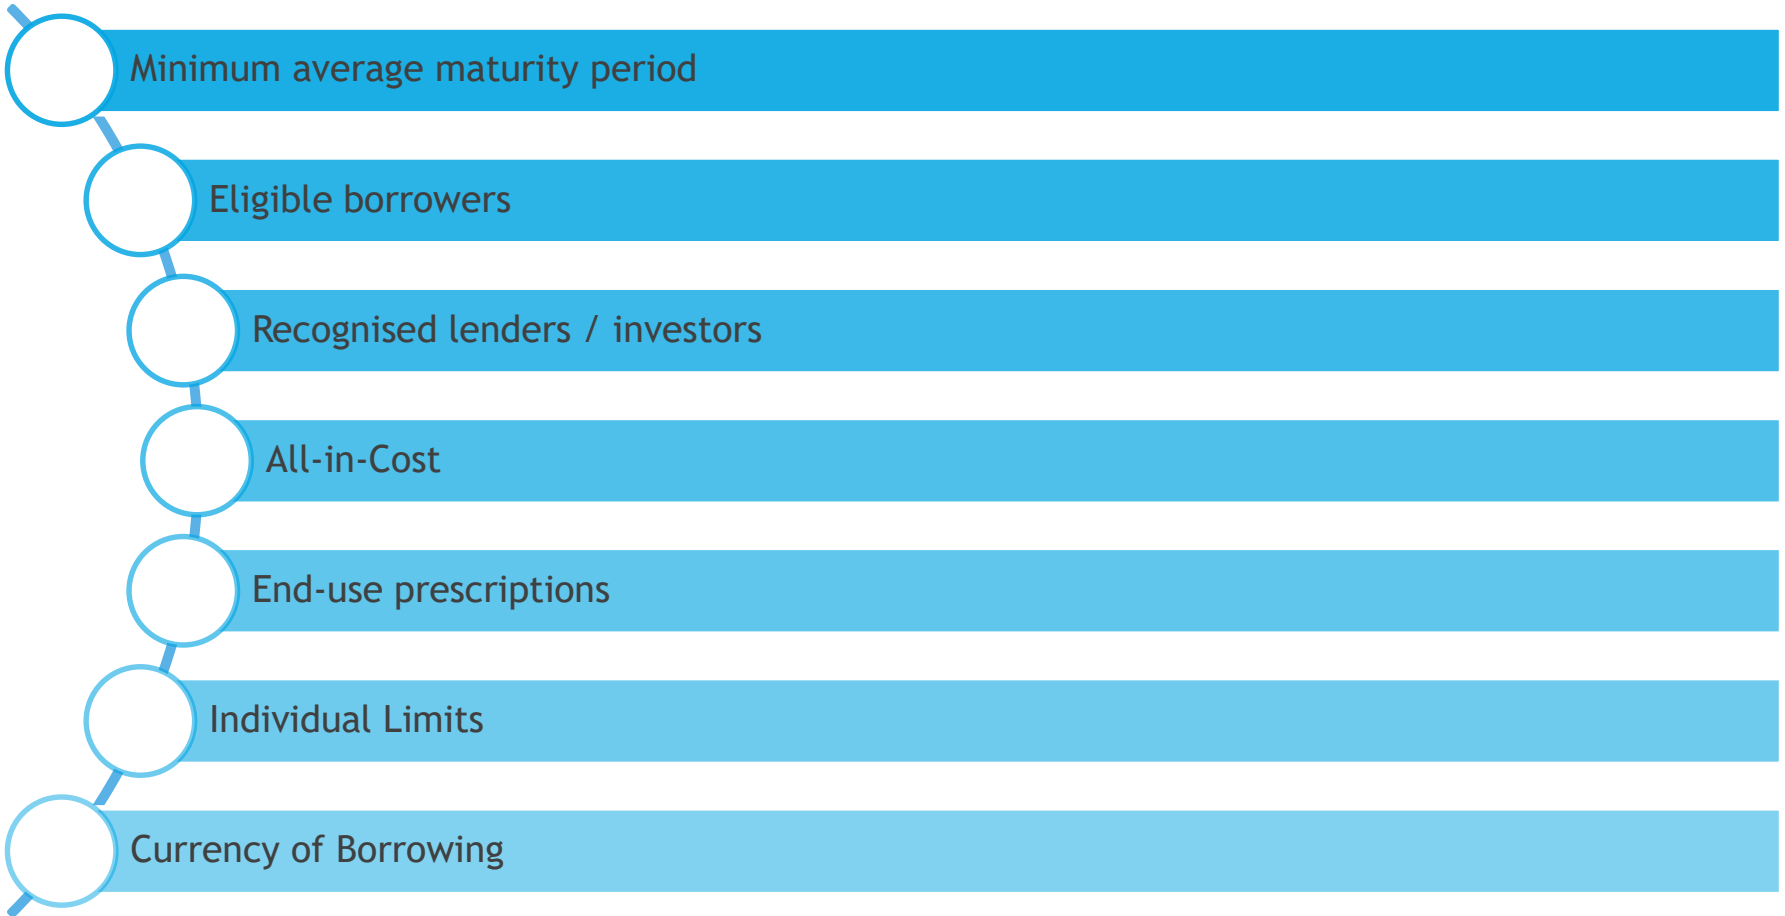 Minimum average maturity period
Eligible borrowers
Recognised lenders / investors
All-in-Cost
End-use prescriptions
Individual Limits
Currency of Borrowing